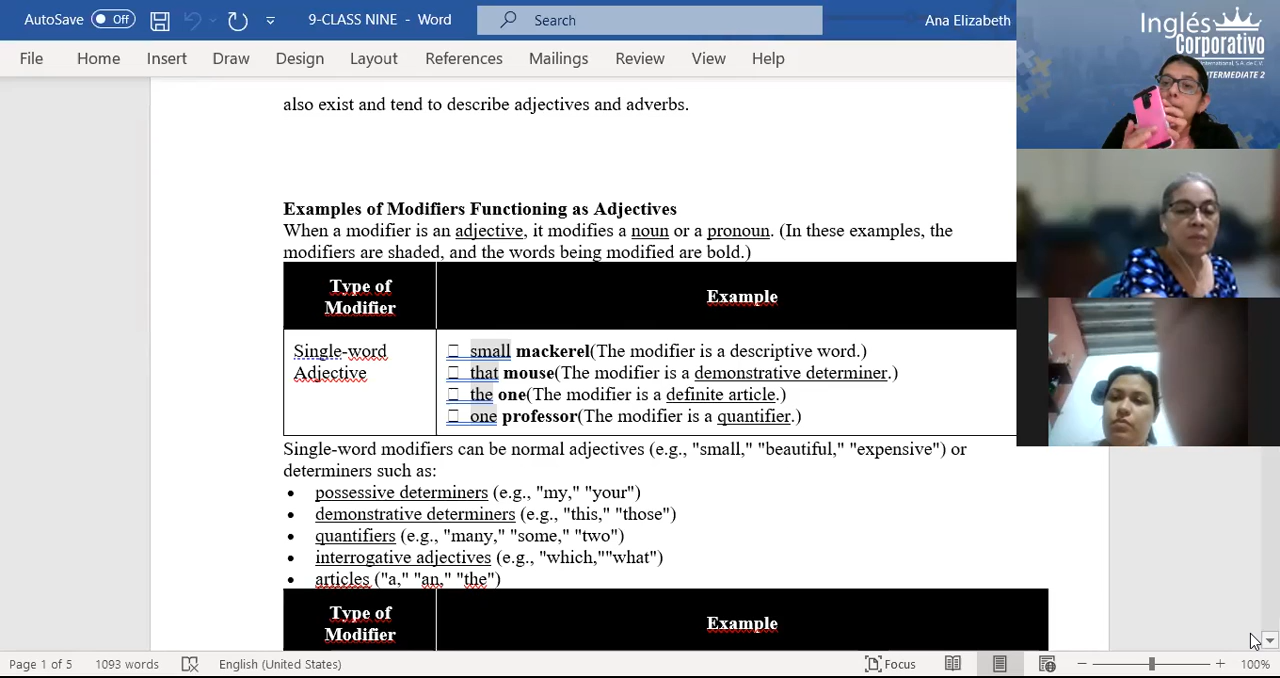 AutoSave Off 9-CLASS NINE - Word Search Ana Elizabeth
File Home Insert Draw Design Layout References Mailings Review View Help
Inglés
Corporativo
International, S.A. de C.V.
INTERMEDIATE 2
also exist and tend to describe adjectives and adverbs.
Examples of Modifiers Functioning as Adjectives
When a modifier is an adjective, it modifies a noun or a pronoun. (In these examples, the
modifiers are shaded, and the words being modified are bold.)
Type of
Modifier
Example
Single-word
Adjective
small mackerel(The modifier is a descriptive word.)
that mouse(The modifier is a demonstrative determiner.)
the one(The modifier is a definite article.)
one professor(The modifier is a quantifier.)
Single-word modifiers can be normal adjectives (e.g., "small," "beautiful," "expensive") or
determiners such as:
• possessive determiners (e.g., "my," "your")
• demonstrative determiners (e.g., "this," "those")
• quantifiers (e.g., "many," "some," "two")
• interrogative adjectives (e.g., "which,""what")
• articles ("a," "an," "the")
Type of
Modifier
Example
Page 1 of 5 1093 words English (United States) Focus 100%